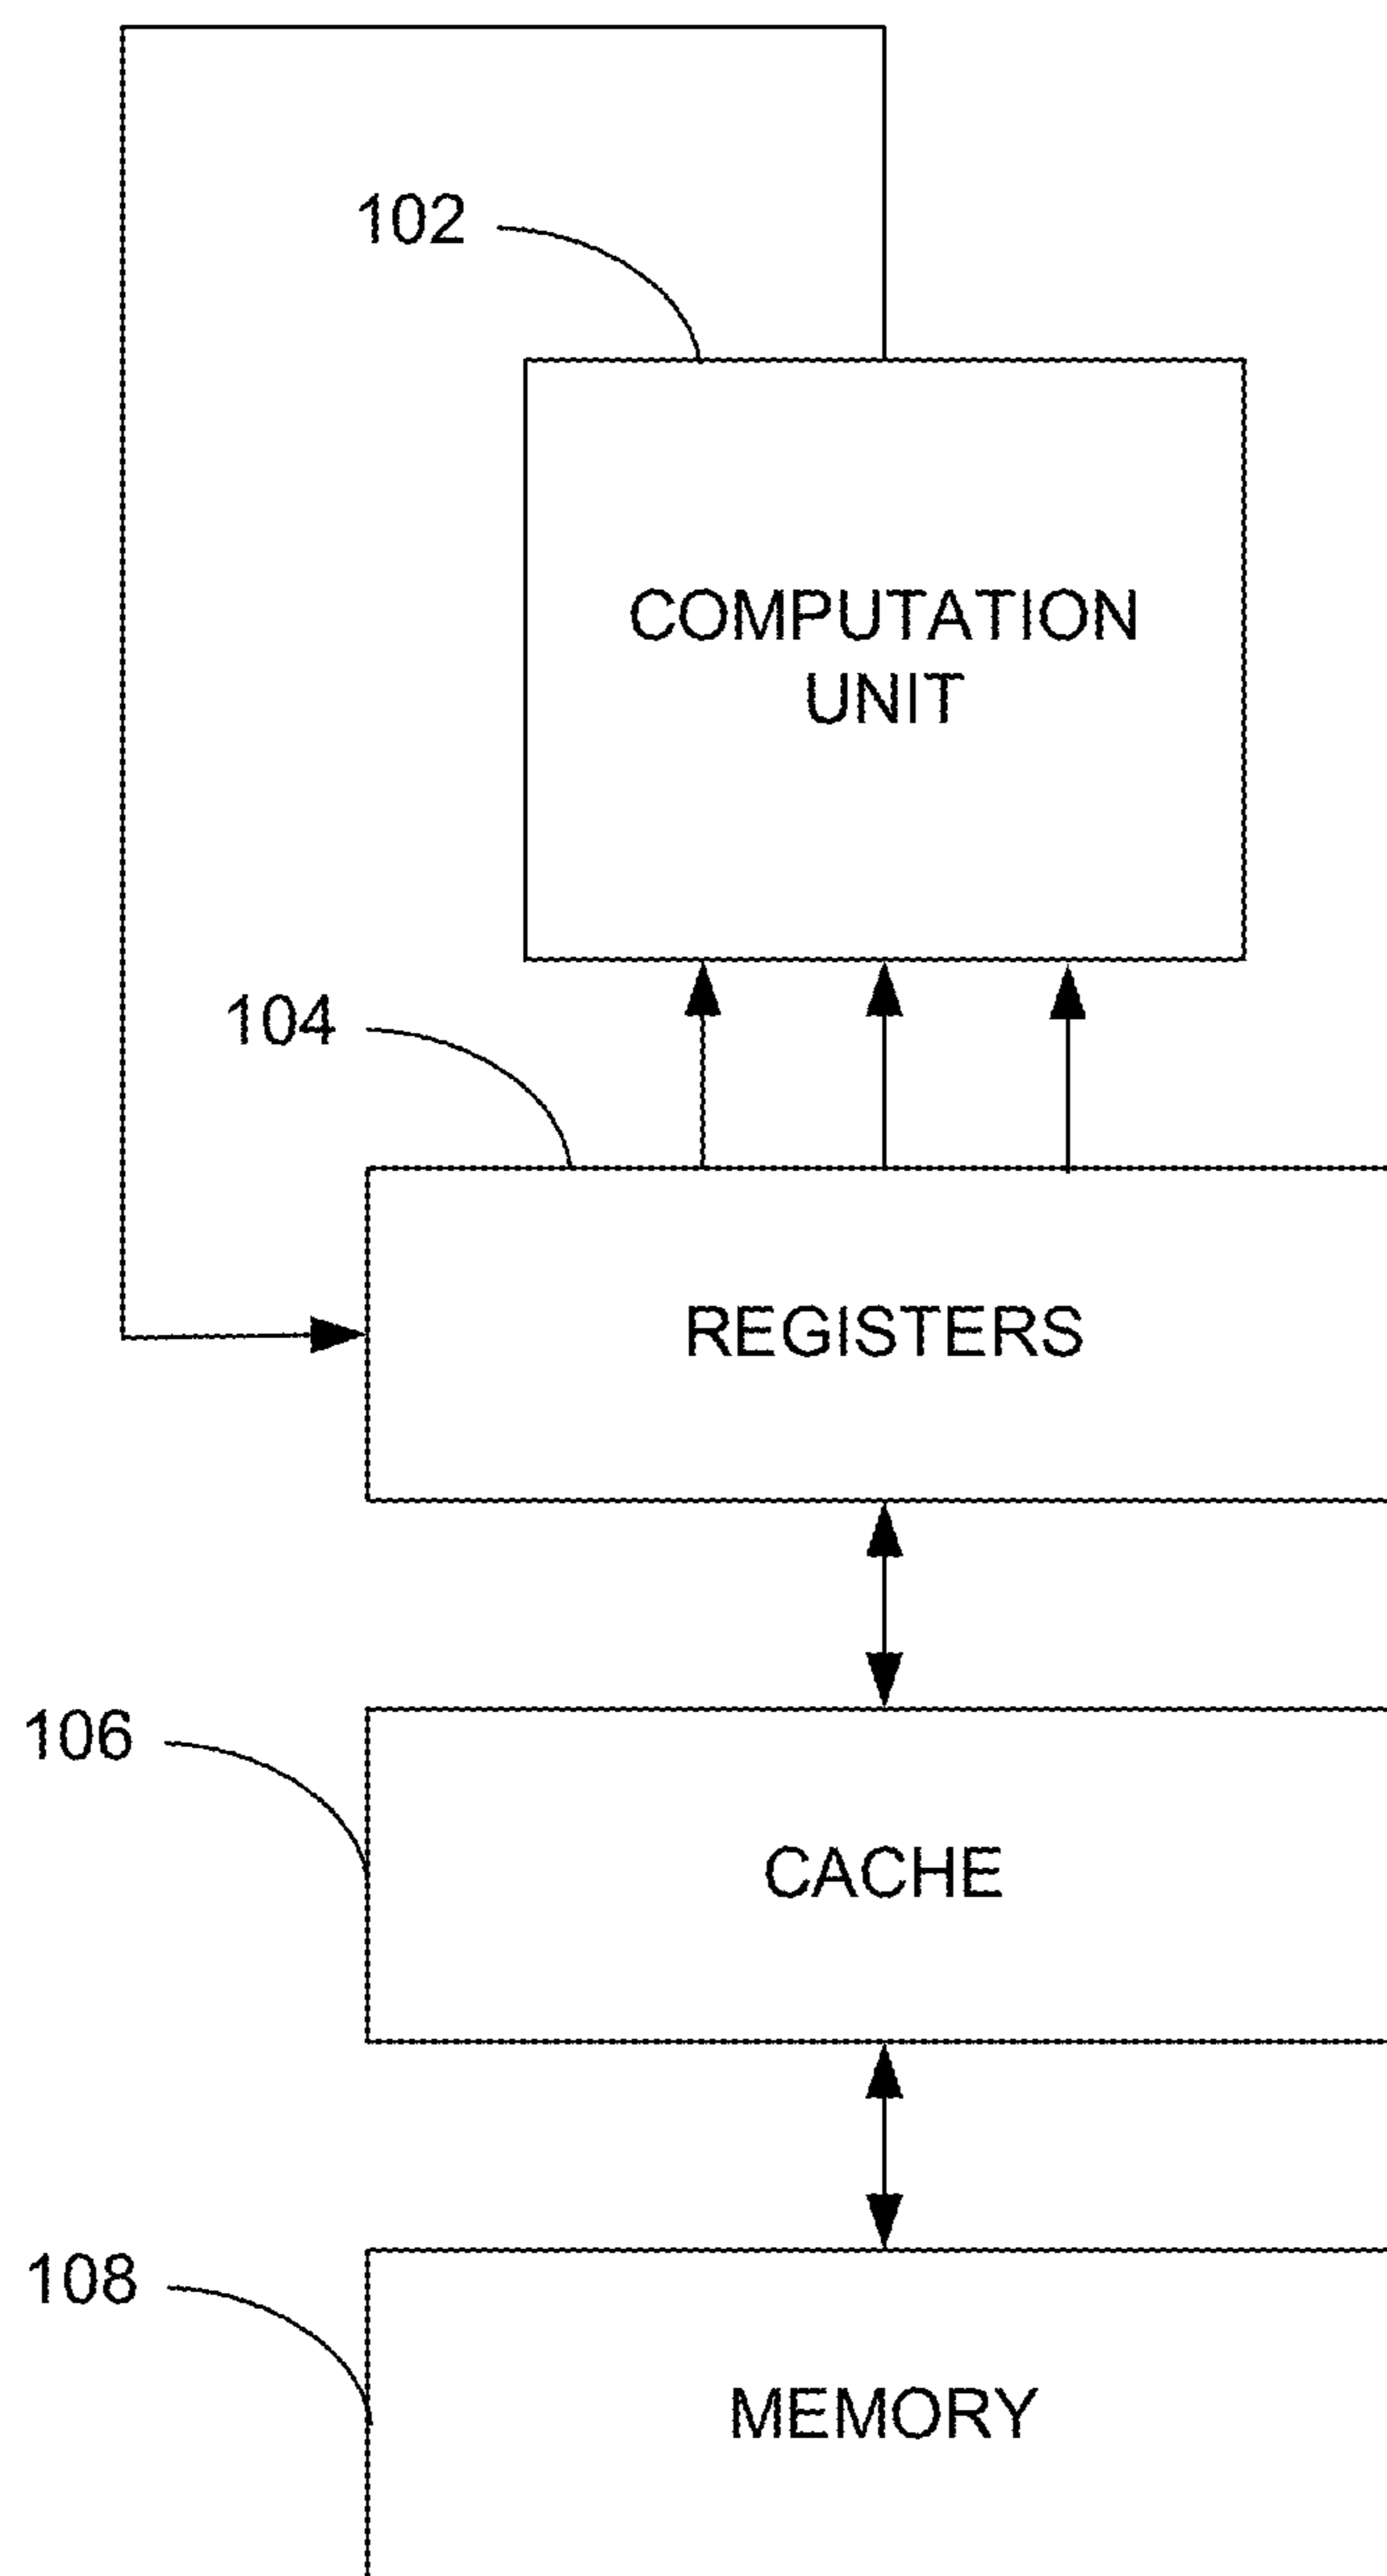 102
COMPUTATION
UNIT
104
REGISTERS
106
CACHE
108
MEMORY